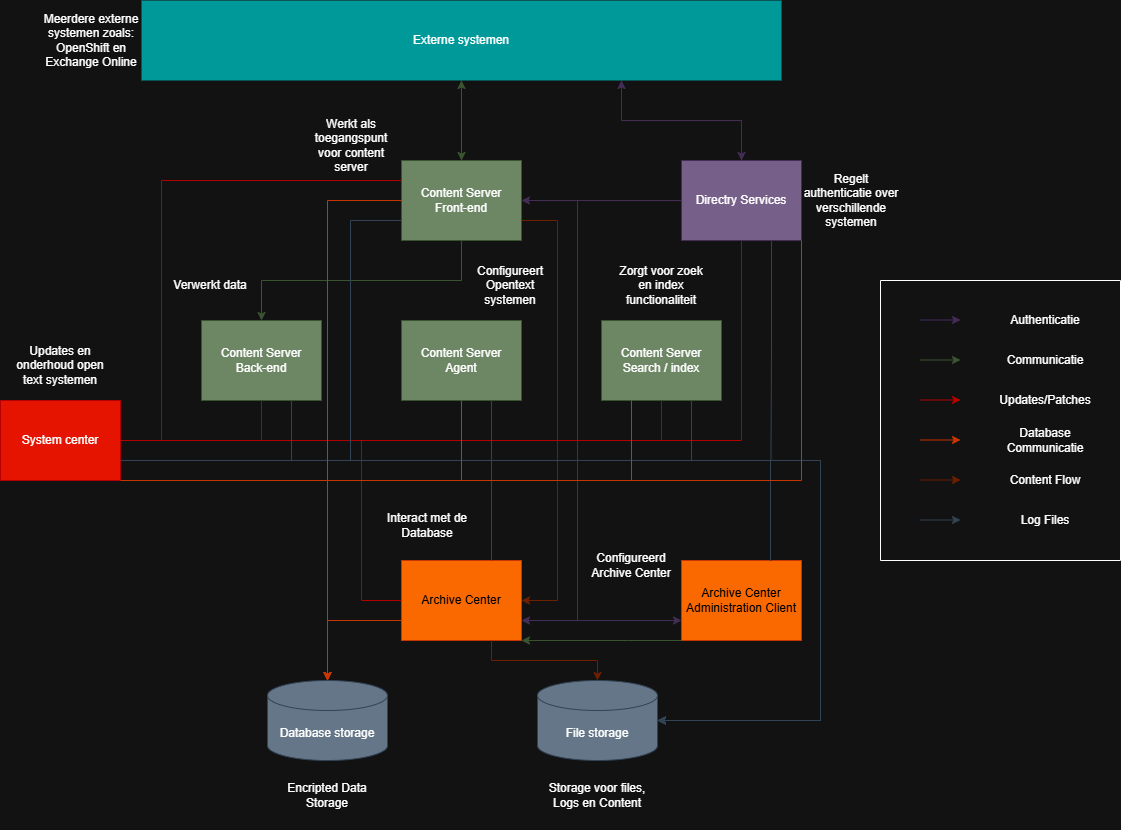 Meerdere externe
systemen zoals:
OpenShift en
Exchange Online
Externe systemen
Werkt als
toegangspunt
voor content
server
Content Server
Front-end
Directry Services
Regelt
authenticatie over
verschillende
systemen
Verwerkt data
Configureert
Opentext
systemen
Zorgt voor zoek
en index
functionaliteit
Content Server
Back-end
Content Server
Agent
Content Server
Search / index
Updates en
onderhoud open
text systemen
System center
Authenticatie
Communicatie
Updates/Patches
Database
Communicatie
Content Flow
Log Files
Interact met de
Database
Configureerd
Archive Center
Archive Center
Archive Center
Administration Client
Database storage
File storage
Encripted Data
Storage
Storage voor files,
Logs en Content